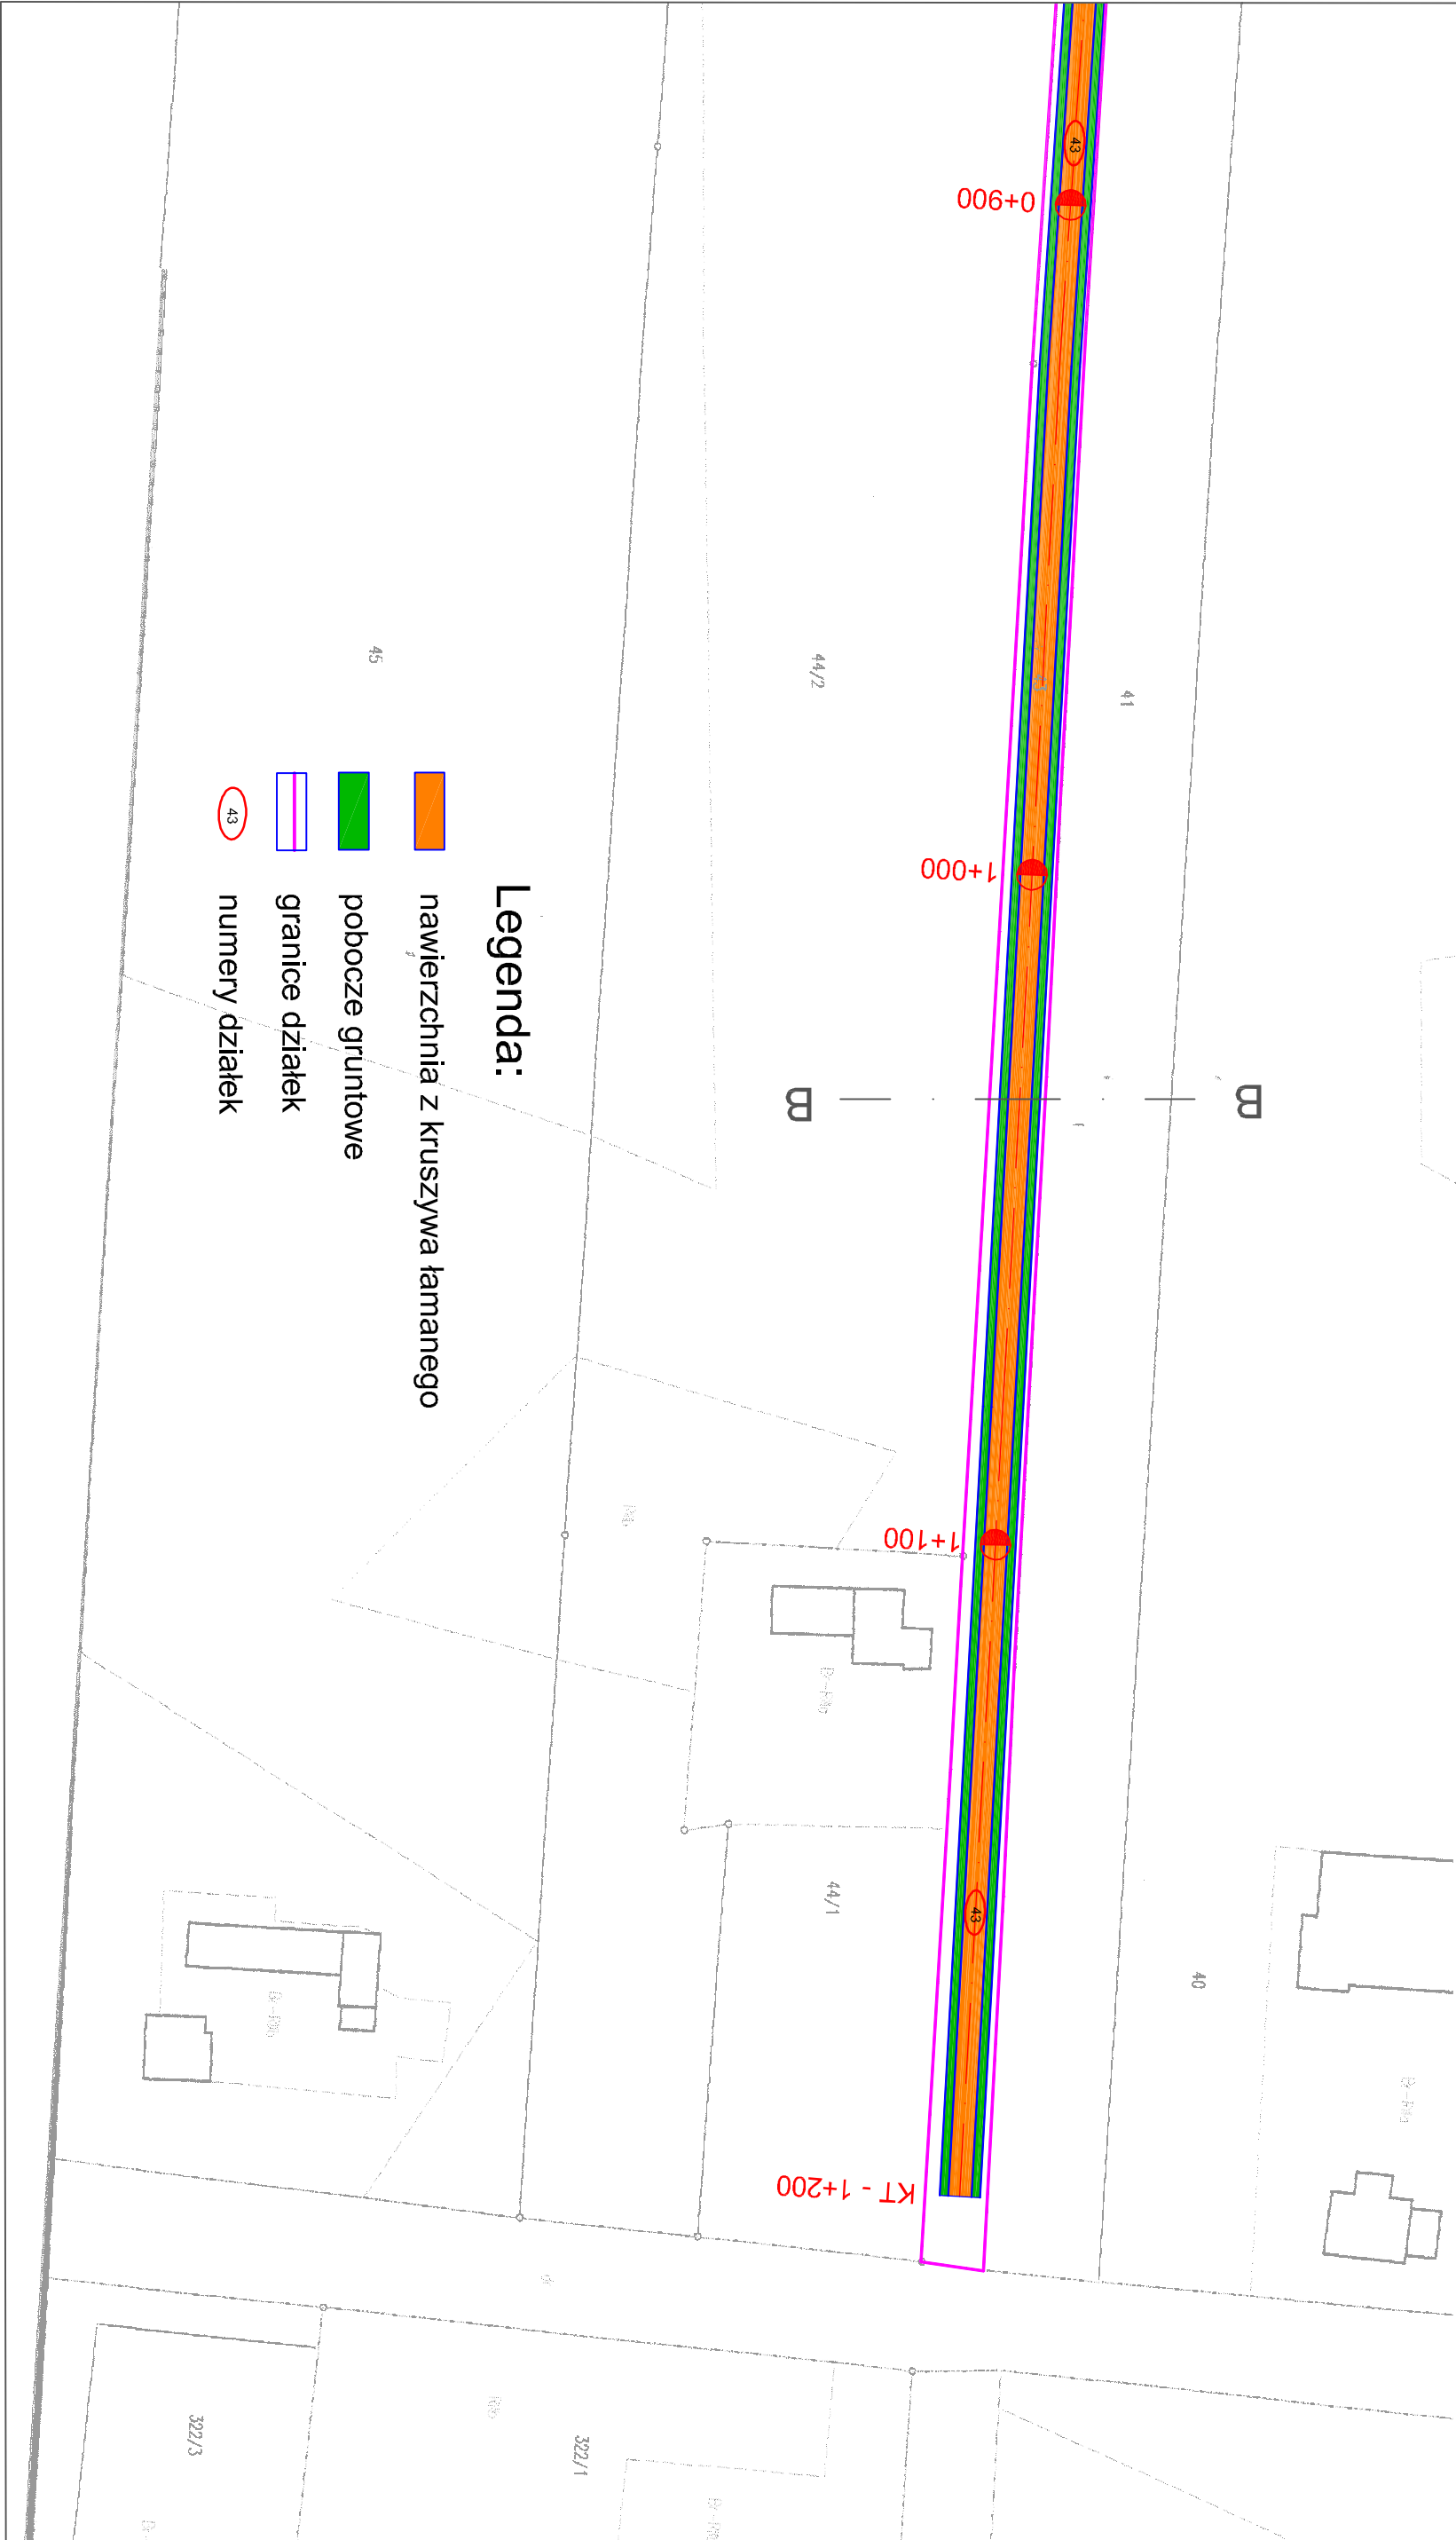 43
0+900
45
44/2
41
1+000
B
B
Legenda:
nawierzchnia z kruszywa łamanego
pobocze gruntowe
granice działek
43
numery działek
1+100
44/1
43
40
KT - 1+200
322/3
322/1